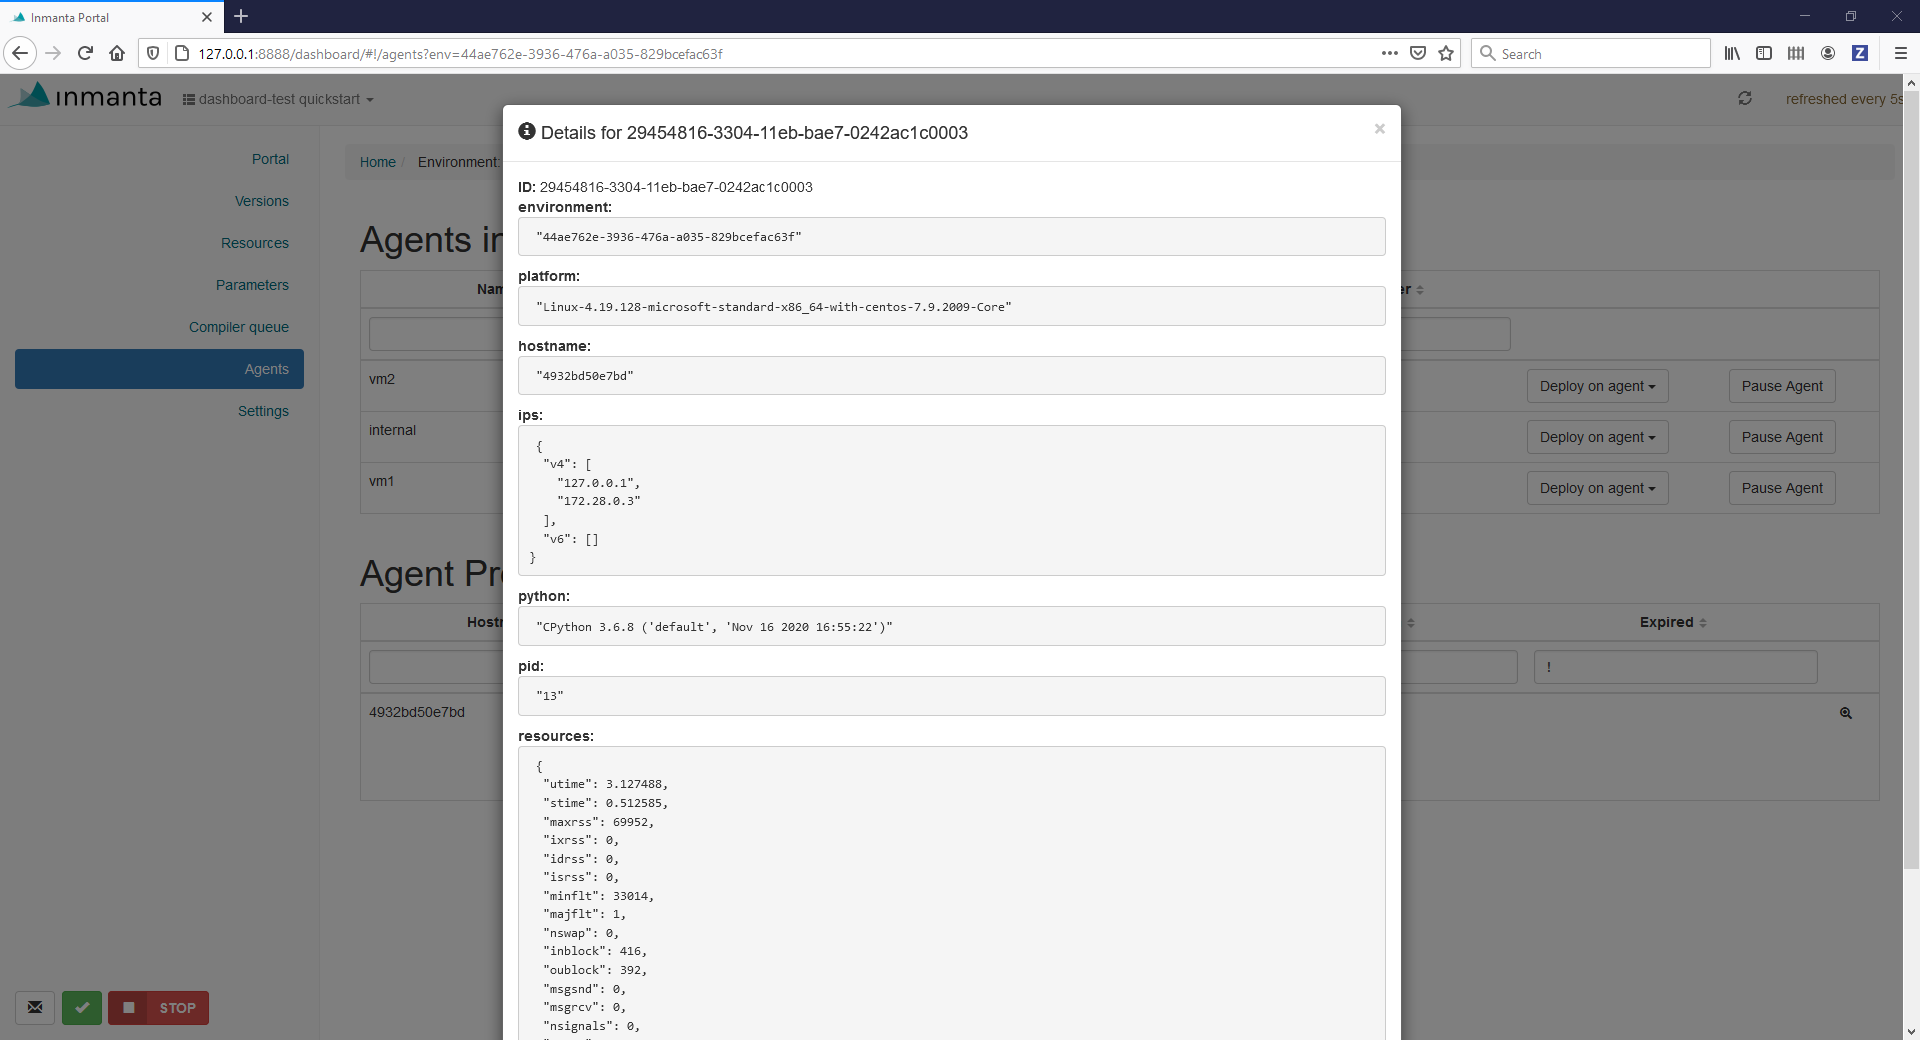 Inmanta Portal
127.0.0.1:8888/dashboard/#!/agents?env=44ae762e-3936-476a-a035-829bcefac63f
Search
inmanta
dashboard-test quickstart
refreshed every 5s
Portal
Versions
Resources
Parameters
Compiler queue
Agents
Settings
STOP
Home /
Environment:
Agents in
vm2
internal
vm1
Deploy on agent
Pause Agent
Deploy on agent
Pause Agent
Deploy on agent
Pause Agent
Agent Pr
Expired
!
4932bd50e7bd
Details for 29454816-3304-11eb-bae7-0242ac1c0003
×
ID: 29454816-3304-11eb-bae7-0242ac1c0003
environment:
"44ae762e-3936-476a-a035-829bcefac63f"
platform:
"Linux-4.19.128-microsoft-standard-x86_64-with-centos-7.9.2009-Core"
hostname:
"4932bd50e7bd"
ips:
{
"v4": [
"127.0.0.1",
"172.28.0.3"
],
"v6": []
}
python:
"CPython 3.6.8 ('default', 'Nov 16 2020 16:55:22')"
pid:
"13"
resources:
{
"utime": 3.127488,
"stime": 0.512585,
"maxrss": 69952,
"ixrss": 0,
"idrss": 0,
"isrss": 0,
"minflt": 33014,
"majflt": 1,
"nswap": 0,
"inblock": 416,
"oublock": 392,
"msgsnd": 0,
"msgrcv": 0,
"nsignals": 0,